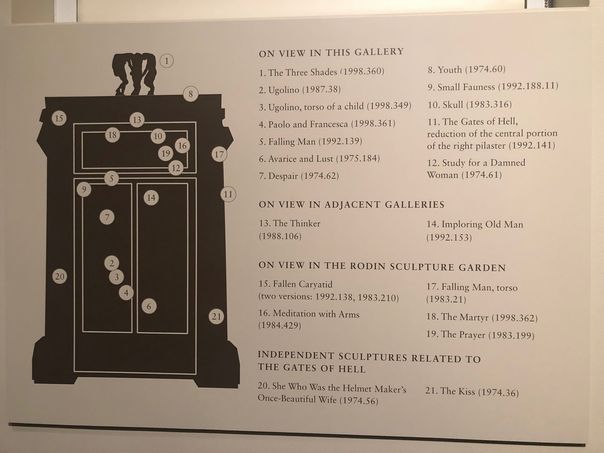 ON VIEW IN THIS GALLERY
1. The Three Shades (1998.360)
2. Ugolino (1987.38)
3. Ugolino, torso of a child (1998.349)
4. Paolo and Francesca (1998.361)
5. Falling Man (1992.139)
6. Avarice and Lust (1975.184)
7. Despair (1974.62)
8. Youth (1974.60)
9. Small Fauness (1992.188.11)
10. Skull (1983.316)
11. The Gates of Hell,
reduction of the central portion
of the right pilaster (1992.141)
12. Study for a Damned
Woman (1974.61)
ON VIEW IN ADJACENT GALLERIES
13. The Thinker
(1988.106)
14. Imploring Old Man
(1992.153)
ON VIEW IN THE RODIN SCULPTURE GARDEN
15. Fallen Caryatid
(two versions: 1992.138, 1983.210)
16. Meditation with Arms
(1984.429)
17. Falling Man, torso
(1983.21)
18. The Martyr (1998.362)
19. The Prayer (1983.199)
INDEPENDENT SCULPTURES RELATED TO
THE GATES OF HELL
20. She Who Was the Helmet Maker's
Once-Beautiful Wife (1974.56)
21. The Kiss (1974.36)
1
8
15
13
18
10
16
19
17
12
5
9
14
11
7
2
3
20
4
6
21